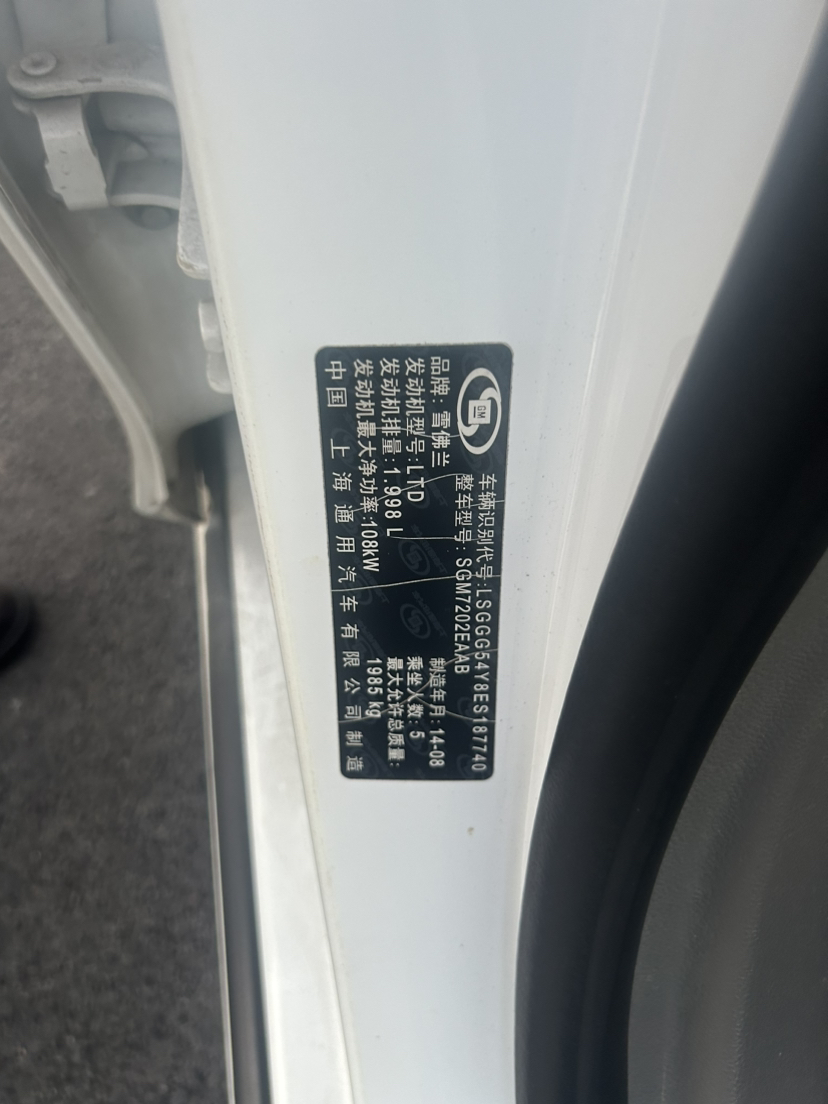 GM
车辆识别代号:LSGGG54Y8ES187740
整车型号: SGM7202EAAB
品牌: 雪佛兰
制造年月: 14-08
发动机型号:LTD
乘坐人数: 5
发动机排量: 1.998 L
最大允许总质量:
发动机最大净功率:108kW
1985 kg
中国 上海通用汽车有限公司制造